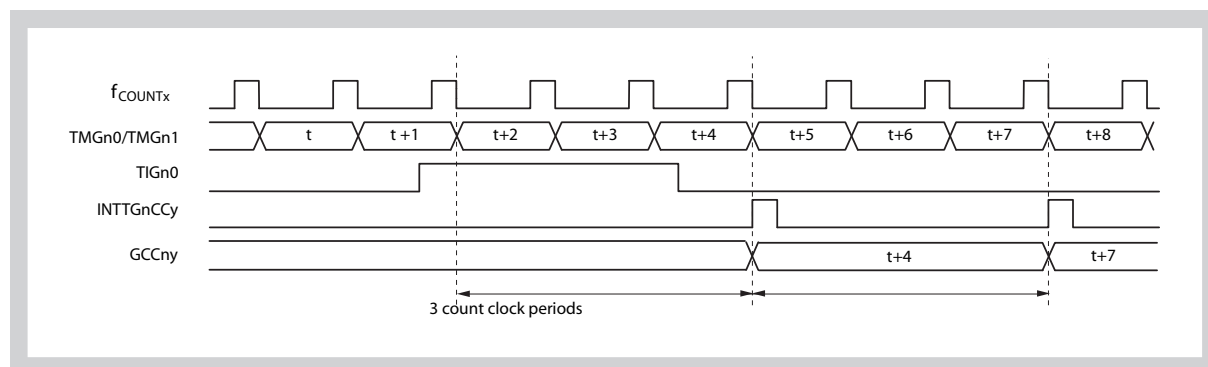 fCOUNTx
TMGn0/TMGn1 t t +1 t+2 t+3 t+4 t+5 t+6 t+7 t+8
TIGn0
INTTGnCCy
GCCny t+4 t+7
3 count clock periods